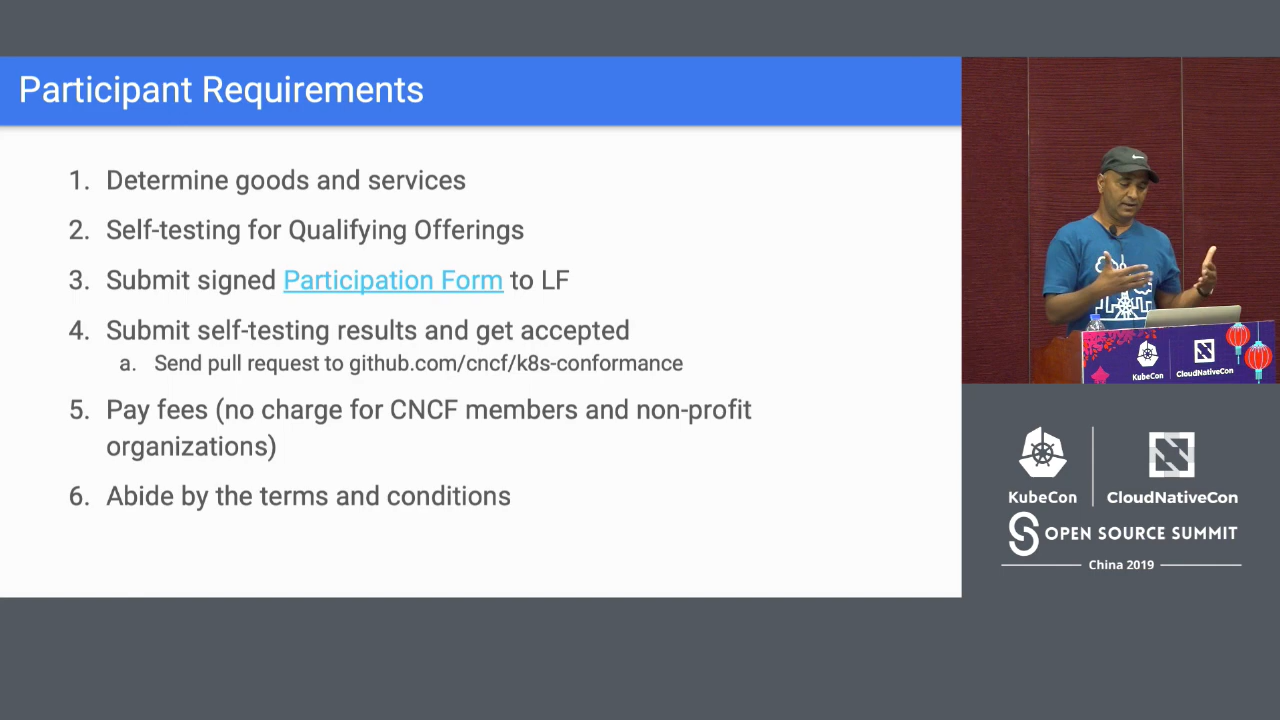 Participant Requirements
1. Determine goods and services
2. Self-testing for Qualifying Offerings
3. Submit signed Participation Form to LF
4. Submit self-testing results and get accepted
a. Send pull request to github.com/cncf/k8s-conformance
5. Pay fees (no charge for CNCF members and non-profit
organizations)
6. Abide by the terms and conditions
KubeCon
CloudNativeCon
KubeCon
CloudNativeCon
OPEN SOURCE SUMMIT
China 2019